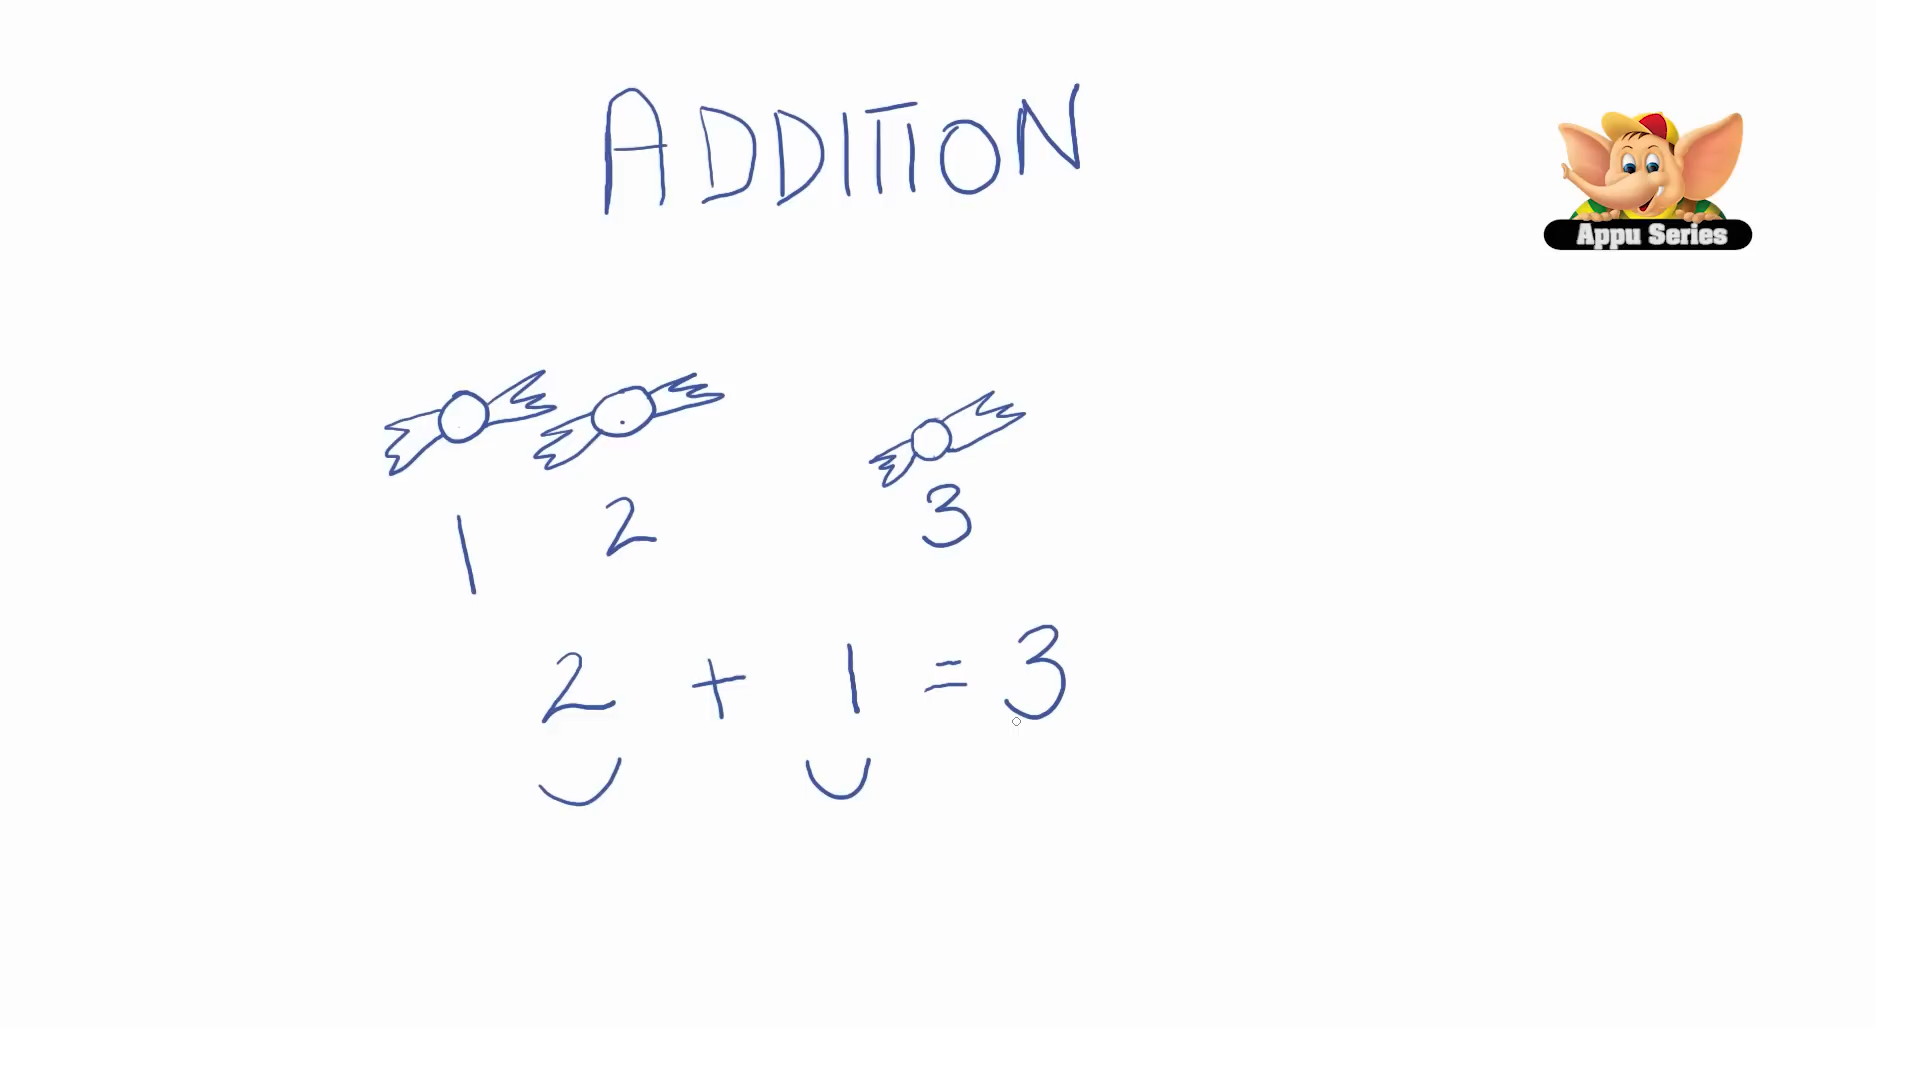 ADDITION
Appu Series
1 2 3
2 + 1 = 3